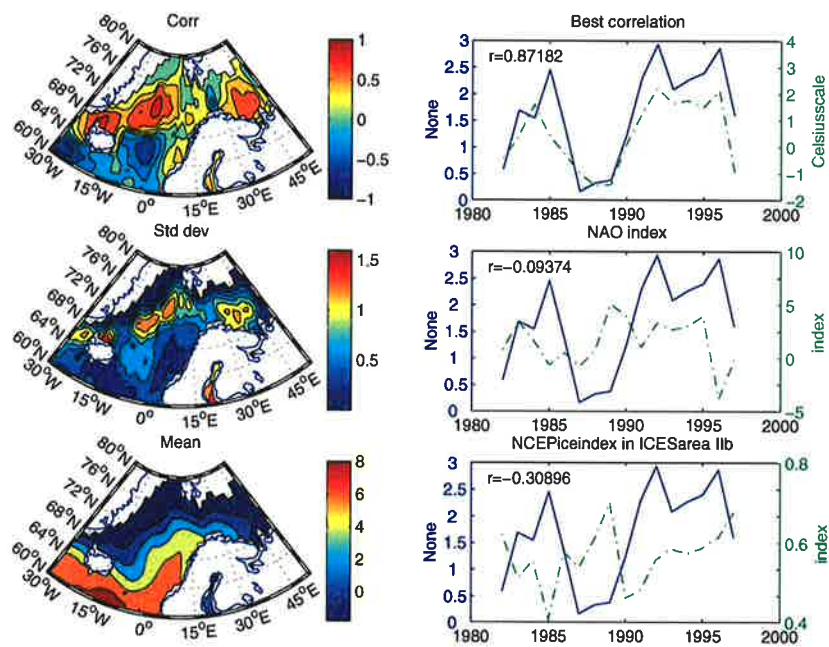 Corr
80°N
76°N
72°N
68°N
64°N
60°N
30°W
15°W
0°
15°E
30°E
45°E
1
0.5
0
−0.5
−1
Best correlation
r=0.87182
None
3
2.5
2
1.5
1
0.5
0
1980
1985
1990
1995
2000
4
3
2
1
0
−1
−2
Celsiusscale
Std dev
80°N
76°N
72°N
68°N
64°N
60°N
30°W
15°W
0°
15°E
30°E
45°E
1.5
1
0.5
NAO index
r=−0.09374
None
3
2.5
2
1.5
1
0.5
0
1980
1985
1990
1995
2000
10
5
0
−5
index
Mean
80°N
76°N
72°N
68°N
64°N
60°N
30°W
15°W
0°
15°E
30°E
45°E
8
6
4
2
0
NCEPiceindex in ICESarea IIb
r=−0.30896
None
3
2.5
2
1.5
1
0.5
0
1980
1985
1990
1995
2000
0.8
0.6
0.4
index